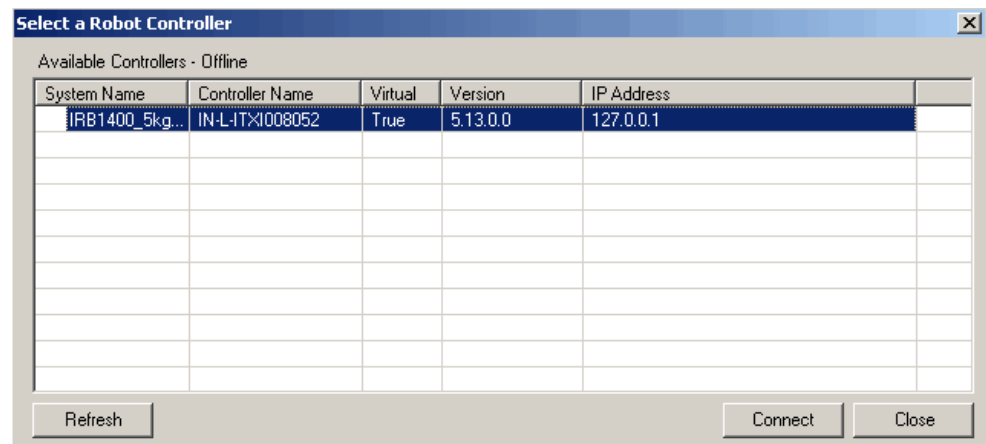 Select a Robot Controller
Available Controllers - Offline
System Name Controller Name Virtual Version IP Address
IRB1400_5kg... IN-L-ITXI008052 True 5.13.0.0 127.0.0.1
Refresh Connect Close